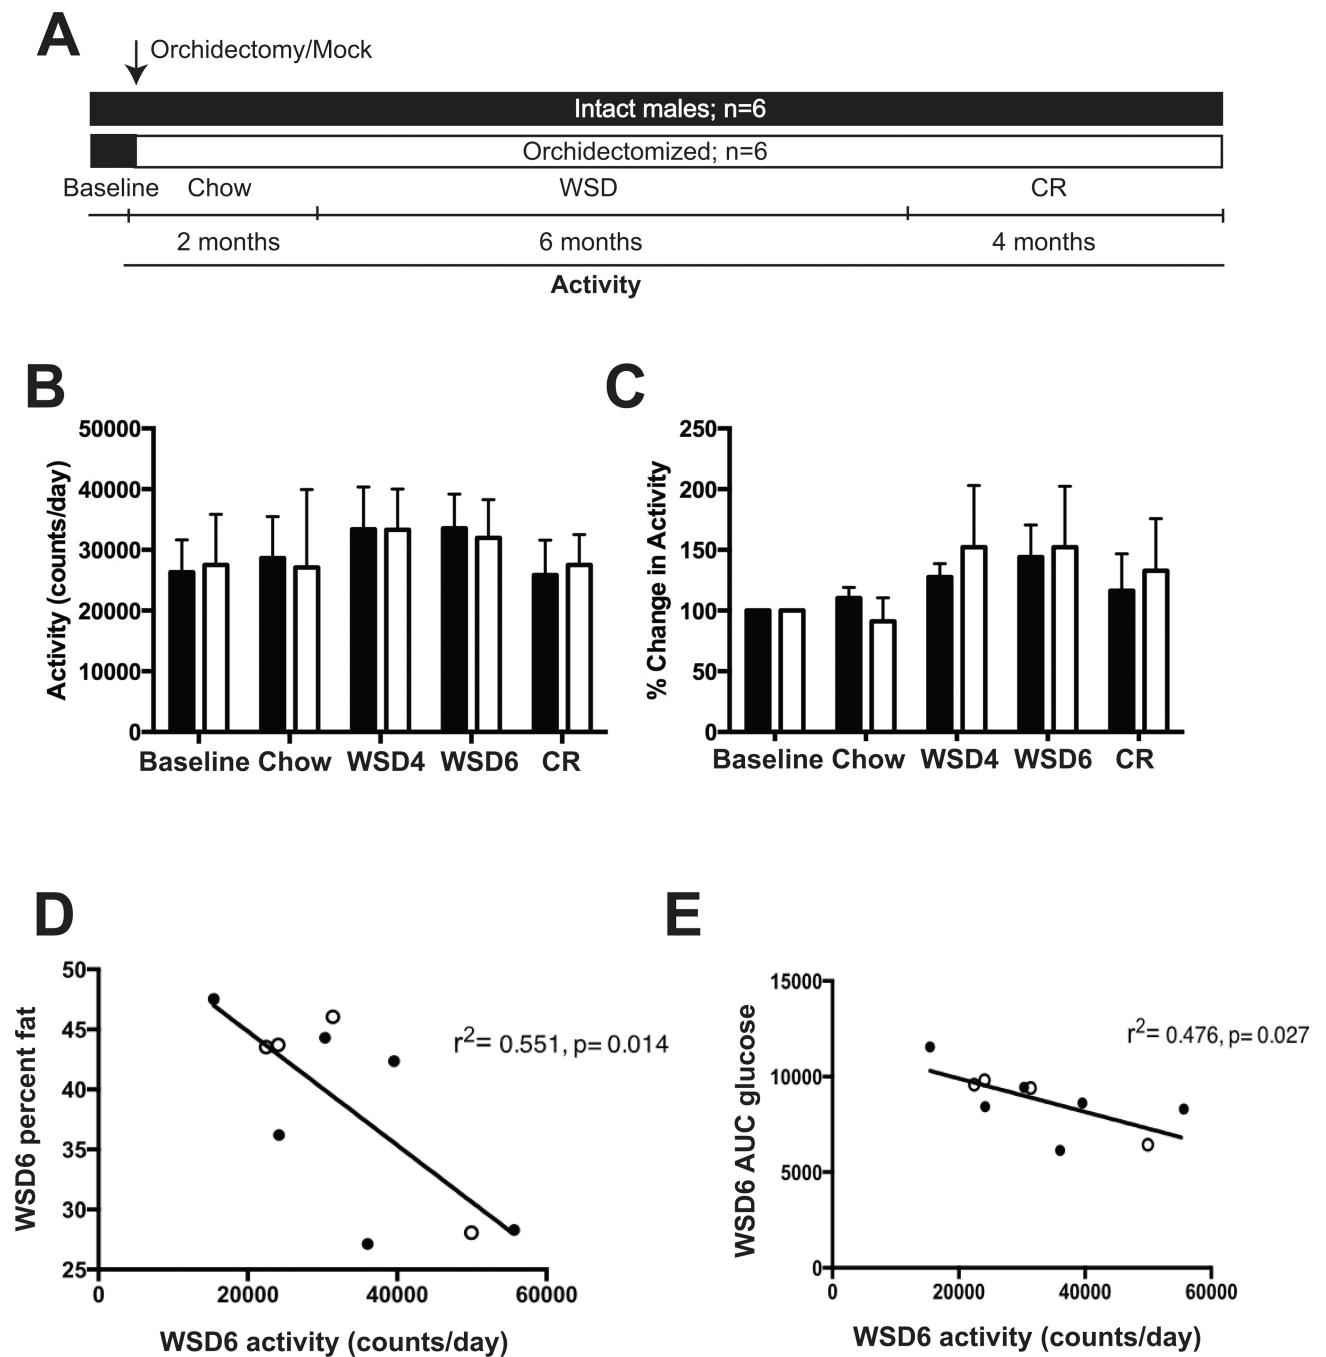 A
Orchidectomy/Mock
Intact males; n=6
Orchidectomized; n=6
Baseline Chow WSD CR
2 months 6 months 4 months
Activity
B
Activity (counts/day)
50000
40000
30000
20000
10000
0
Baseline Chow WSD4 WSD6 CR
C
% Change in Activity
250
200
150
100
50
0
Baseline Chow WSD4 WSD6 CR
D
WSD6 percent fat
50
45
40
35
30
25
r2= 0.551, p= 0.014
0 20000 40000 60000
WSD6 activity (counts/day)
E
WSD6 AUC glucose
15000
10000
5000
0
r2= 0.476, p= 0.027
0 20000 40000 60000
WSD6 activity (counts/day)